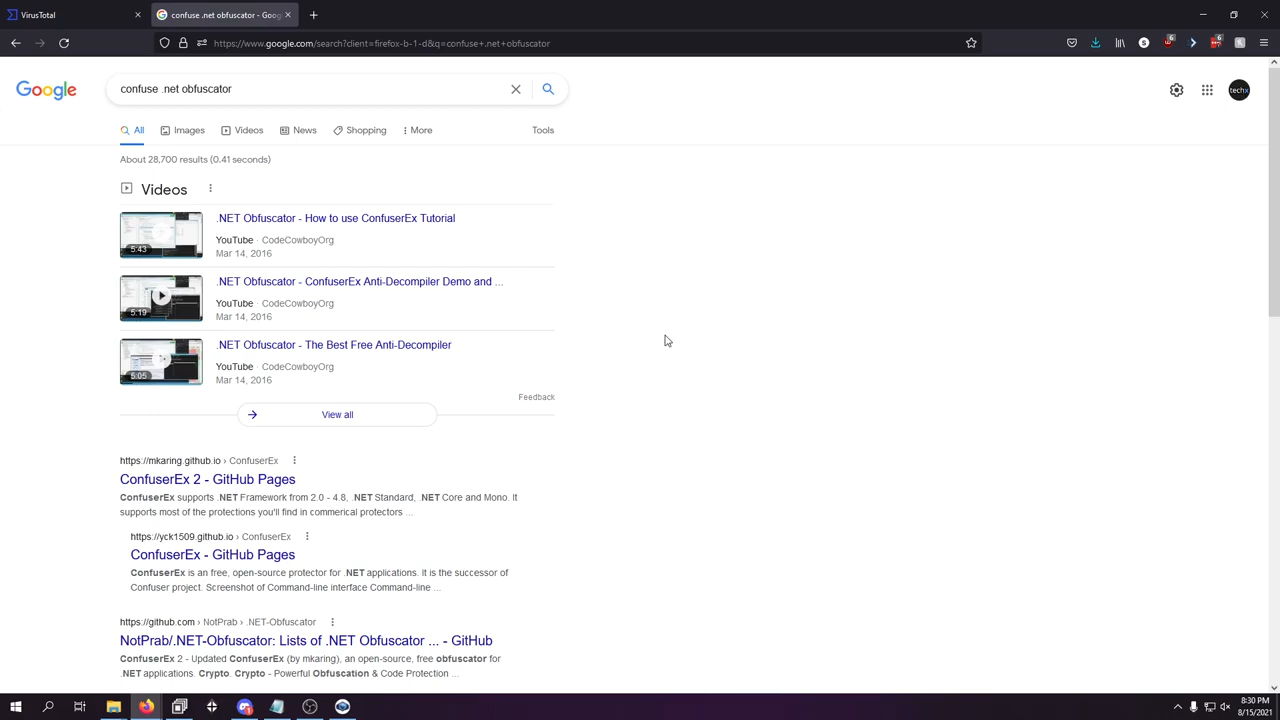 VirusTotal
confuse .net obfuscator - Goog
https://www.google.com/search?client=firefox-b-1-d&q=confuse+.net+obfuscator
Google
confuse .net obfuscator
techx
All
Images
Videos
News
Shopping
More
Tools
About 28,700 results (0.41 seconds)
Videos
.NET Obfuscator - How to use ConfuserEx Tutorial
5:43
YouTube · CodeCowboyOrg
Mar 14, 2016
.NET Obfuscator - ConfuserEx Anti-Decompiler Demo and ...
5:19
YouTube · CodeCowboyOrg
Mar 14, 2016
.NET Obfuscator - The Best Free Anti-Decompiler
5:05
YouTube · CodeCowboyOrg
Mar 14, 2016
Feedback
View all
https://mkaring.github.io › ConfuserEx
ConfuserEx 2 - GitHub Pages
ConfuserEx supports .NET Framework from 2.0 - 4.8, .NET Standard, .NET Core and Mono. It
supports most of the protections you'll find in commerical protectors ...
https://yck1509.github.io › ConfuserEx
ConfuserEx - GitHub Pages
ConfuserEx is an free, open-source protector for .NET applications. It is the successor of
Confuser project. Screenshot of Command-line interface Command-line ...
https://github.com › NotPrab › .NET-Obfuscator
NotPrab/.NET-Obfuscator: Lists of .NET Obfuscator ... - GitHub
ConfuserEx 2 - Updated ConfuserEx (by mkaring), an open-source, free obfuscator for
.NET applications. Crypto. Crypto - Powerful Obfuscation & Code Protection ...
8:30 PM
8/15/2021